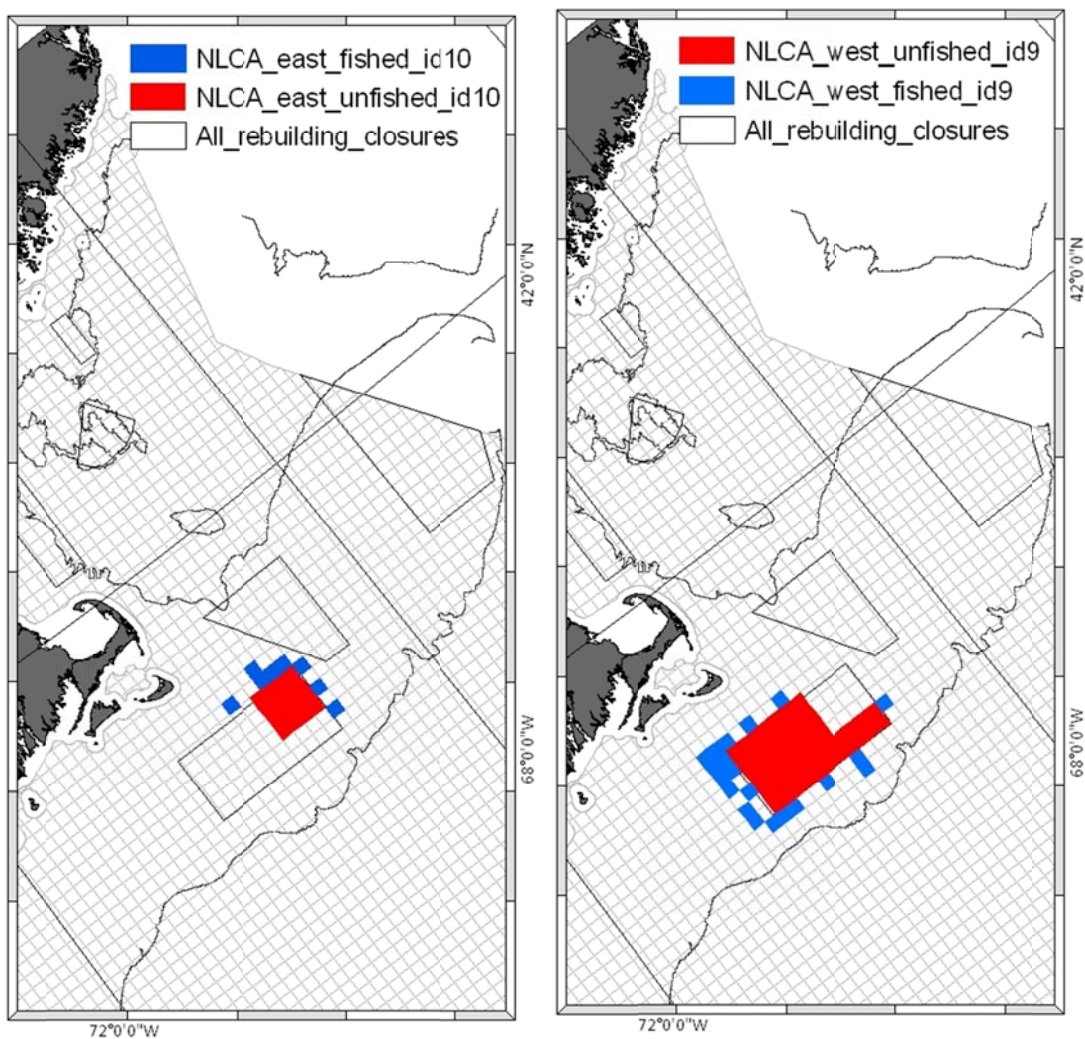 NLCA_east_fished_id10
NLCA_east_unfished_id10
All_rebuilding_closures
42°0'0"N
68°0'0"W
72°0'0"W
NLCA_west_unfished_id9
NLCA_west_fished_id9
All_rebuilding_closures
42°0'0"N
68°0'0"W
72°0'0"W